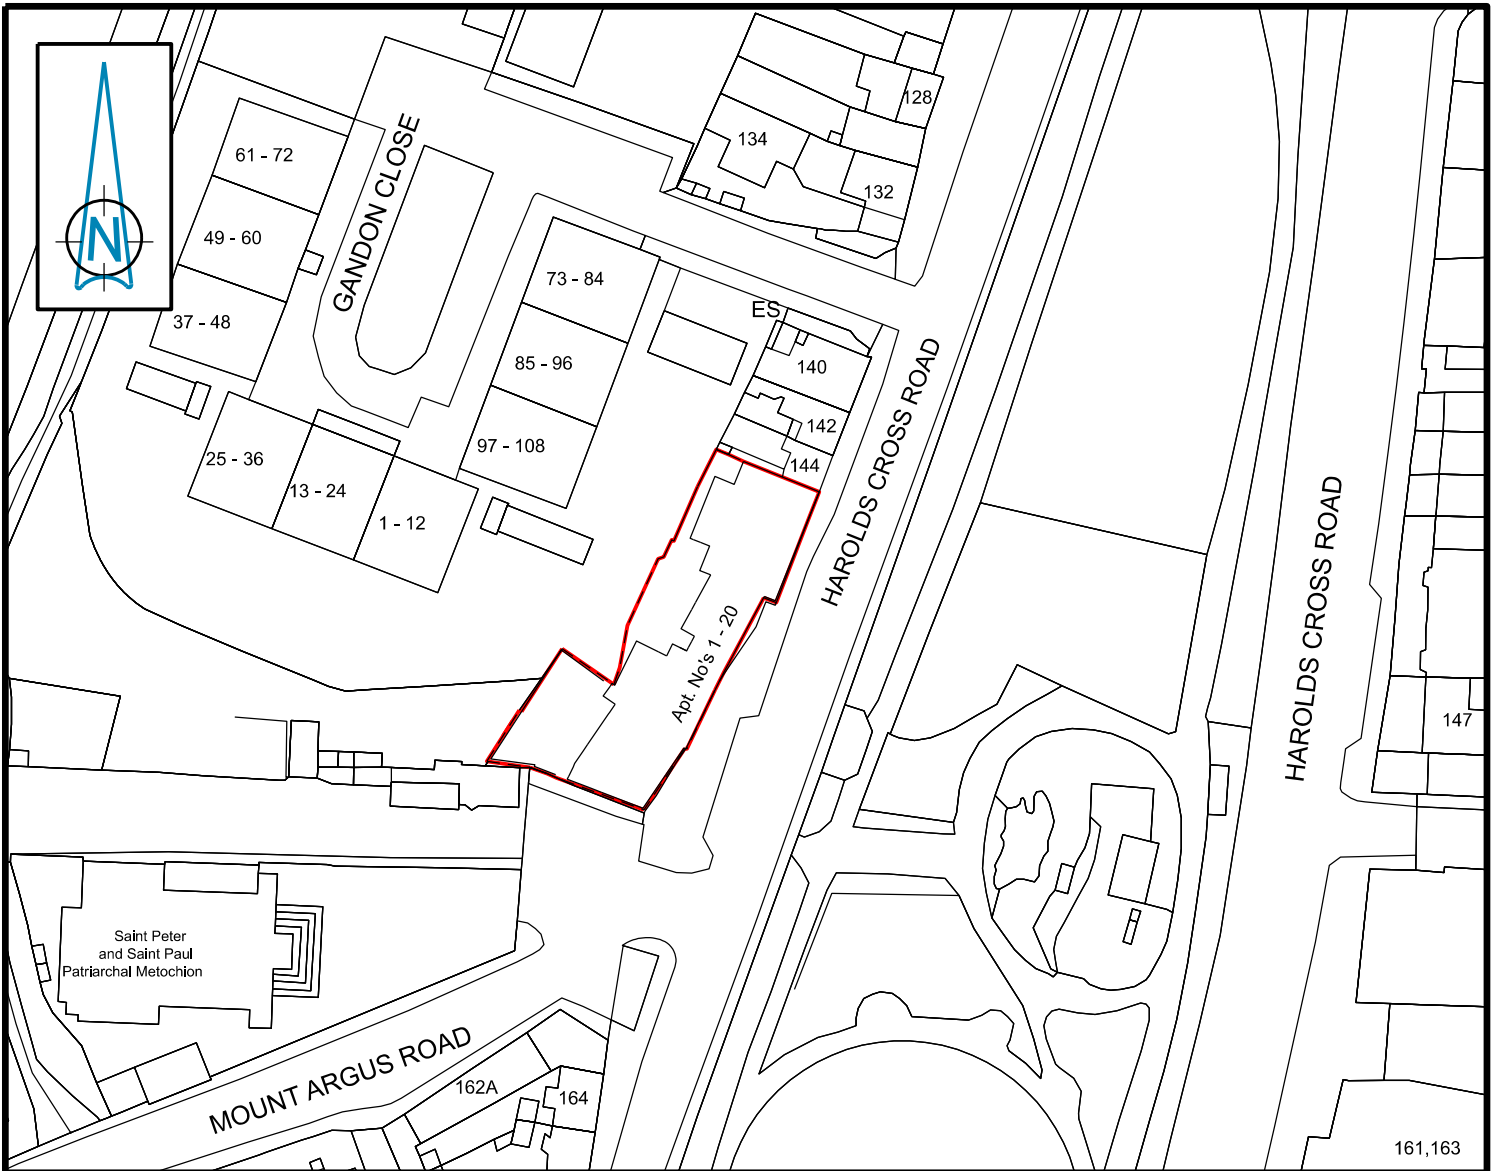 N
GANDON CLOSE
61 - 72
49 - 60
37 - 48
25 - 36
13 - 24
1 - 12
73 - 84
85 - 96
97 - 108
128
134
132
ES
140
142
144
HAROLDS CROSS ROAD
Apt. No's 1 - 20
HAROLDS CROSS ROAD
147
Saint Peter
and Saint Paul
Patriarchal Metochion
MOUNT ARGUS ROAD
162A
164
161,163